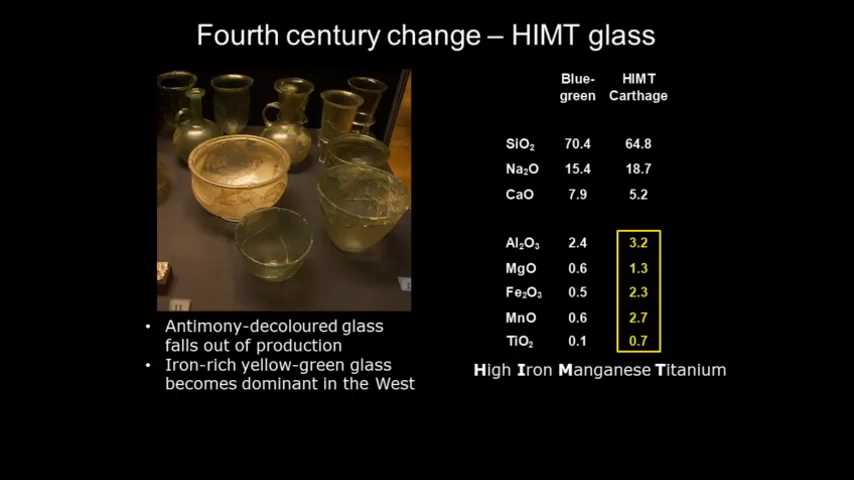 Fourth century change – HIMT glass
Blue- HIMT
green Carthage
SiO₂ 70.4 64.8
Na₂O 15.4 18.7
CaO 7.9 5.2
Al₂O₃ 2.4 3.2
MgO 0.6 1.3
Fe₂O₃ 0.5 2.3
MnO 0.6 2.7
TiO₂ 0.1 0.7
High Iron Manganese Titanium
11
• Antimony-decoloured glass
falls out of production
• Iron-rich yellow-green glass
becomes dominant in the West